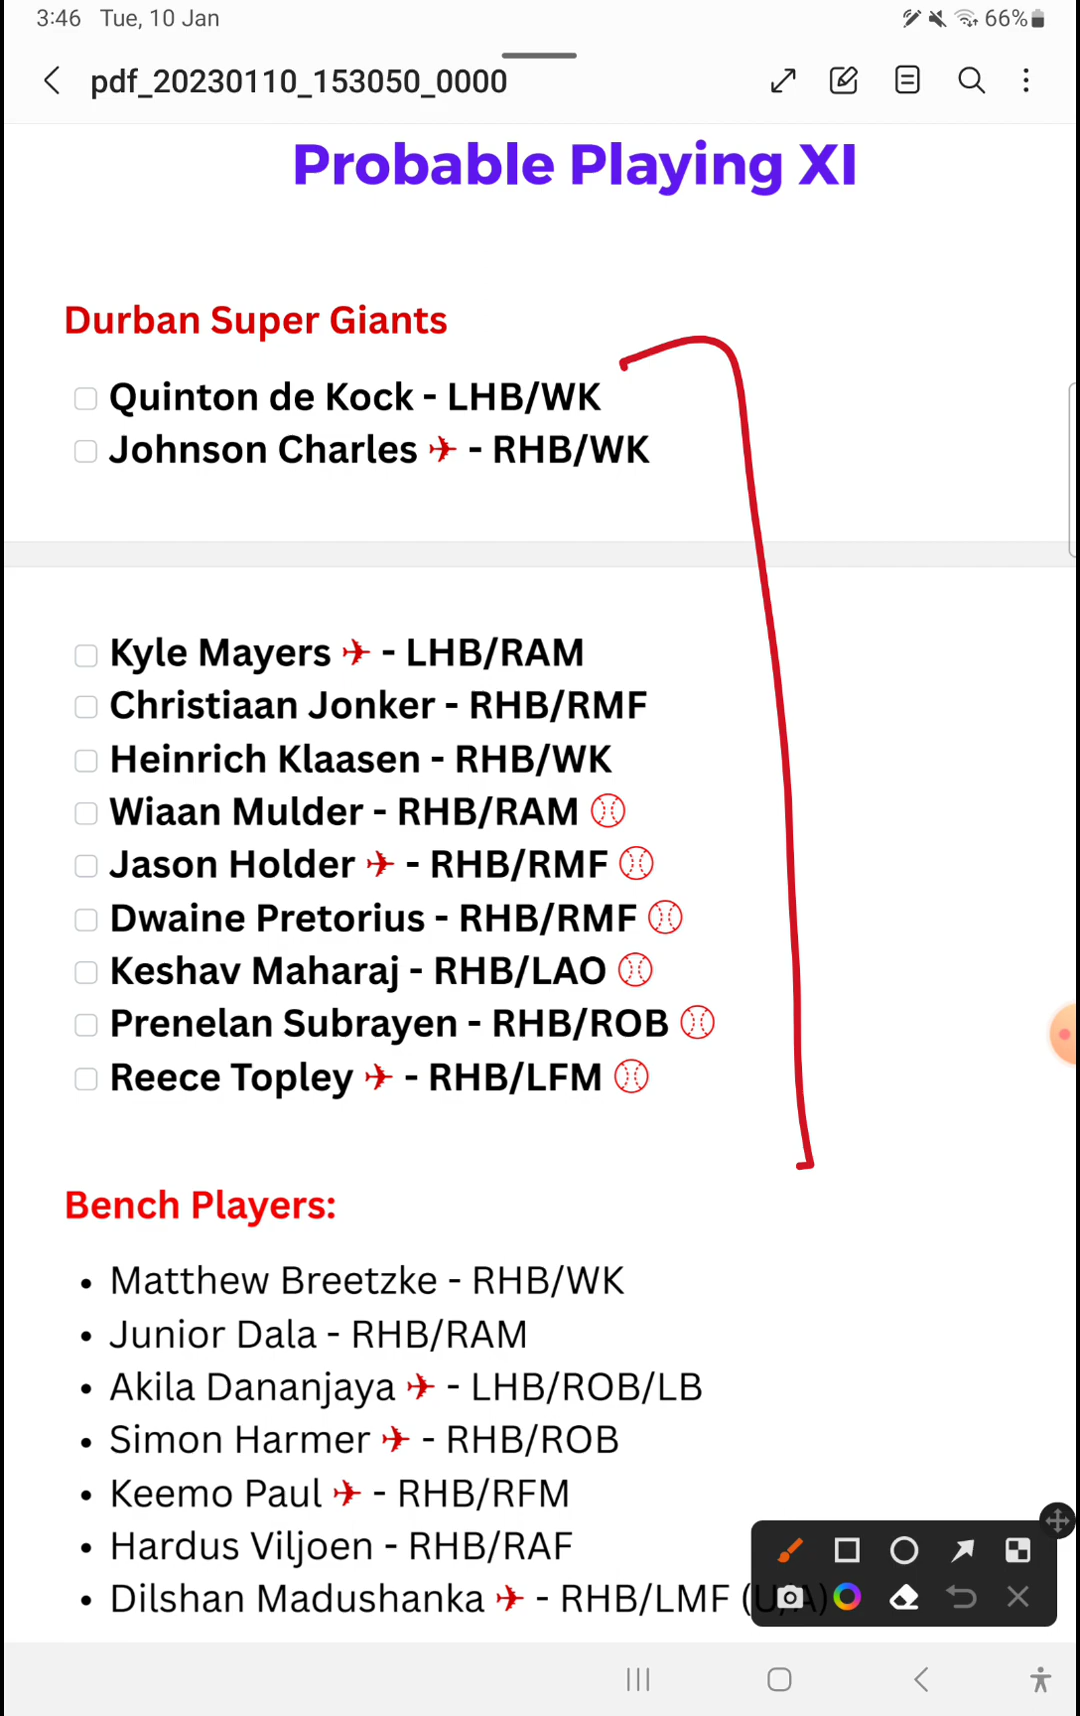 3:46 Tue, 10 Jan 66%
pdf_20230110_153050_0000
Probable Playing XI
Durban Super Giants
Quinton de Kock - LHB/WK
Johnson Charles ✈ - RHB/WK
Kyle Mayers ✈ - LHB/RAM
Christiaan Jonker - RHB/RMF
Heinrich Klaasen - RHB/WK
Wiaan Mulder - RHB/RAM
Jason Holder ✈ - RHB/RMF
Dwaine Pretorius - RHB/RMF
Keshav Maharaj - RHB/LAO
Prenelan Subrayen - RHB/ROB
Reece Topley ✈ - RHB/LFM
Bench Players:
• Matthew Breetzke - RHB/WK
• Junior Dala - RHB/RAM
• Akila Dananjaya ✈ - LHB/ROB/LB
• Simon Harmer ✈ - RHB/ROB
• Keemo Paul ✈ - RHB/RFM
• Hardus Viljoen - RHB/RAF
• Dilshan Madushanka ✈ - RHB/LMF (U/A)